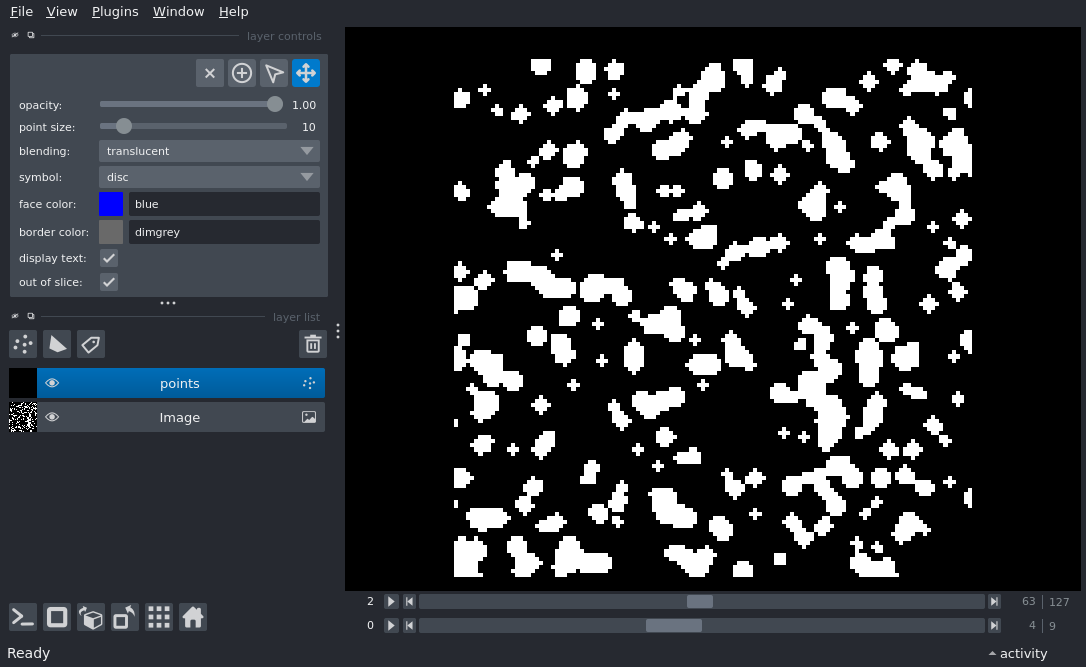 File View Plugins Window Help
layer controls
opacity: 1.00
point size: 10
blending: translucent
symbol: disc
face color: blue
border color: dimgrey
display text:
out of slice:
layer list
points
Image
2 63 127
0 4 9
Ready activity